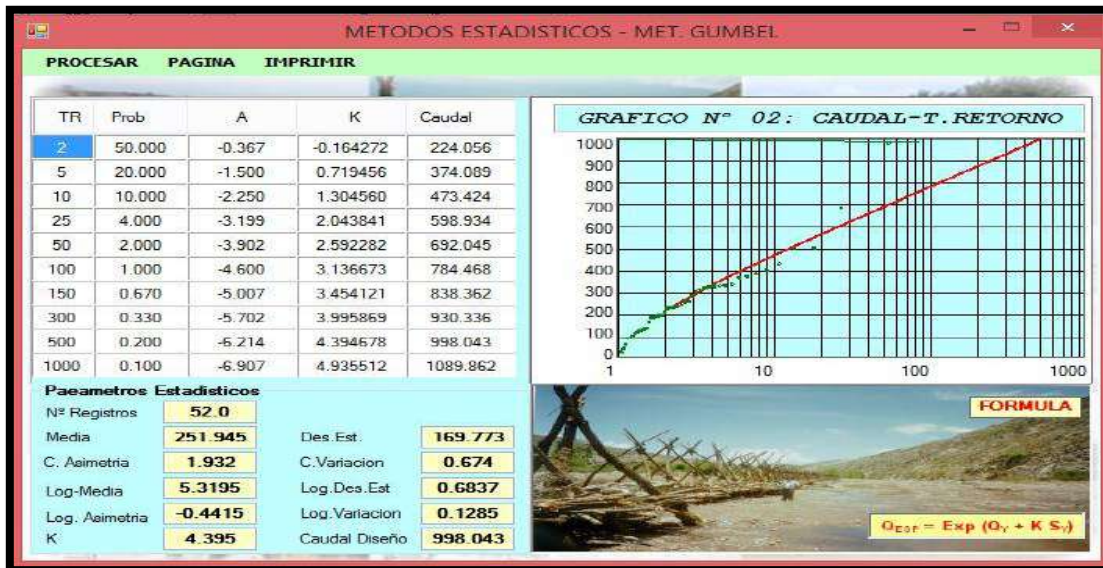 METODOS ESTADISTICOS - MET. GUMBEL
PROCESAR PAGINA IMPRIMIR
TR Prob A K Caudal
2 50.000 -0.367 -0.164272 224.056
5 20.000 -1.500 0.719456 374.089
10 10.000 -2.250 1.304560 473.424
25 4.000 -3.199 2.043841 598.934
50 2.000 -3.902 2.592282 692.045
100 1.000 -4.600 3.136673 784.468
150 0.670 -5.007 3.454121 838.362
300 0.330 -5.702 3.995869 930.336
500 0.200 -6.214 4.394678 998.043
1000 0.100 -6.907 4.935512 1089.862
GRAFICO Nº 02: CAUDAL-T.RETORNO
1000
900
800
700
600
500
400
300
200
100
0
1 10 100 1000
Paeametros Estadisticos
Nº Registros 52.0
Media 251.945 Des.Est. 169.773
C. Asimetria 1.932 C.Variacion 0.674
Log-Media 5.3195 Log.Des.Est 0.6837
Log. Asimetria -0.4415 Log.Variacion 0.1285
K 4.395 Caudal Diseño 998.043
FORMULA